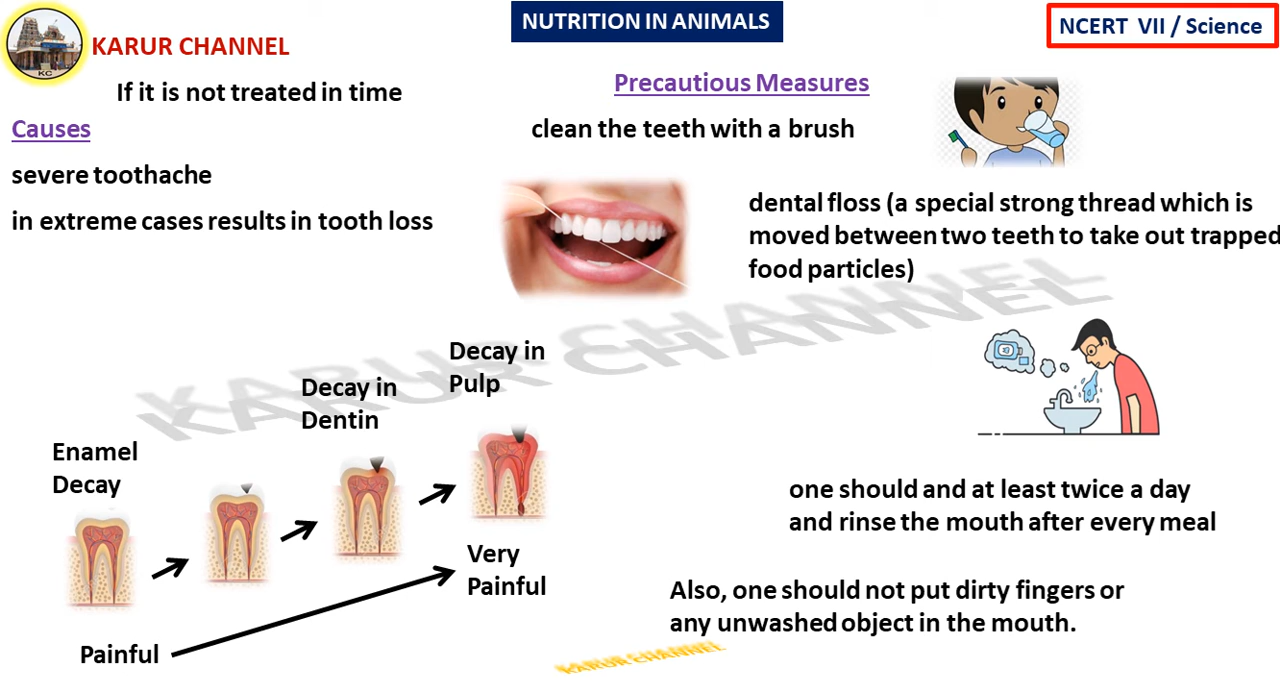 NUTRITION IN ANIMALS
NCERT VII / Science
KARUR CHANNEL
KC
If it is not treated in time
Causes
severe toothache
in extreme cases results in tooth loss
Precautious Measures
clean the teeth with a brush
dental floss (a special strong thread which is
moved between two teeth to take out trapped
food particles)
KARUR CHANNEL
Enamel
Decay
Decay in
Dentin
Decay in
Pulp
Painful
Very
Painful
one should and at least twice a day
and rinse the mouth after every meal
Also, one should not put dirty fingers or
any unwashed object in the mouth.
KARUR CHANNEL